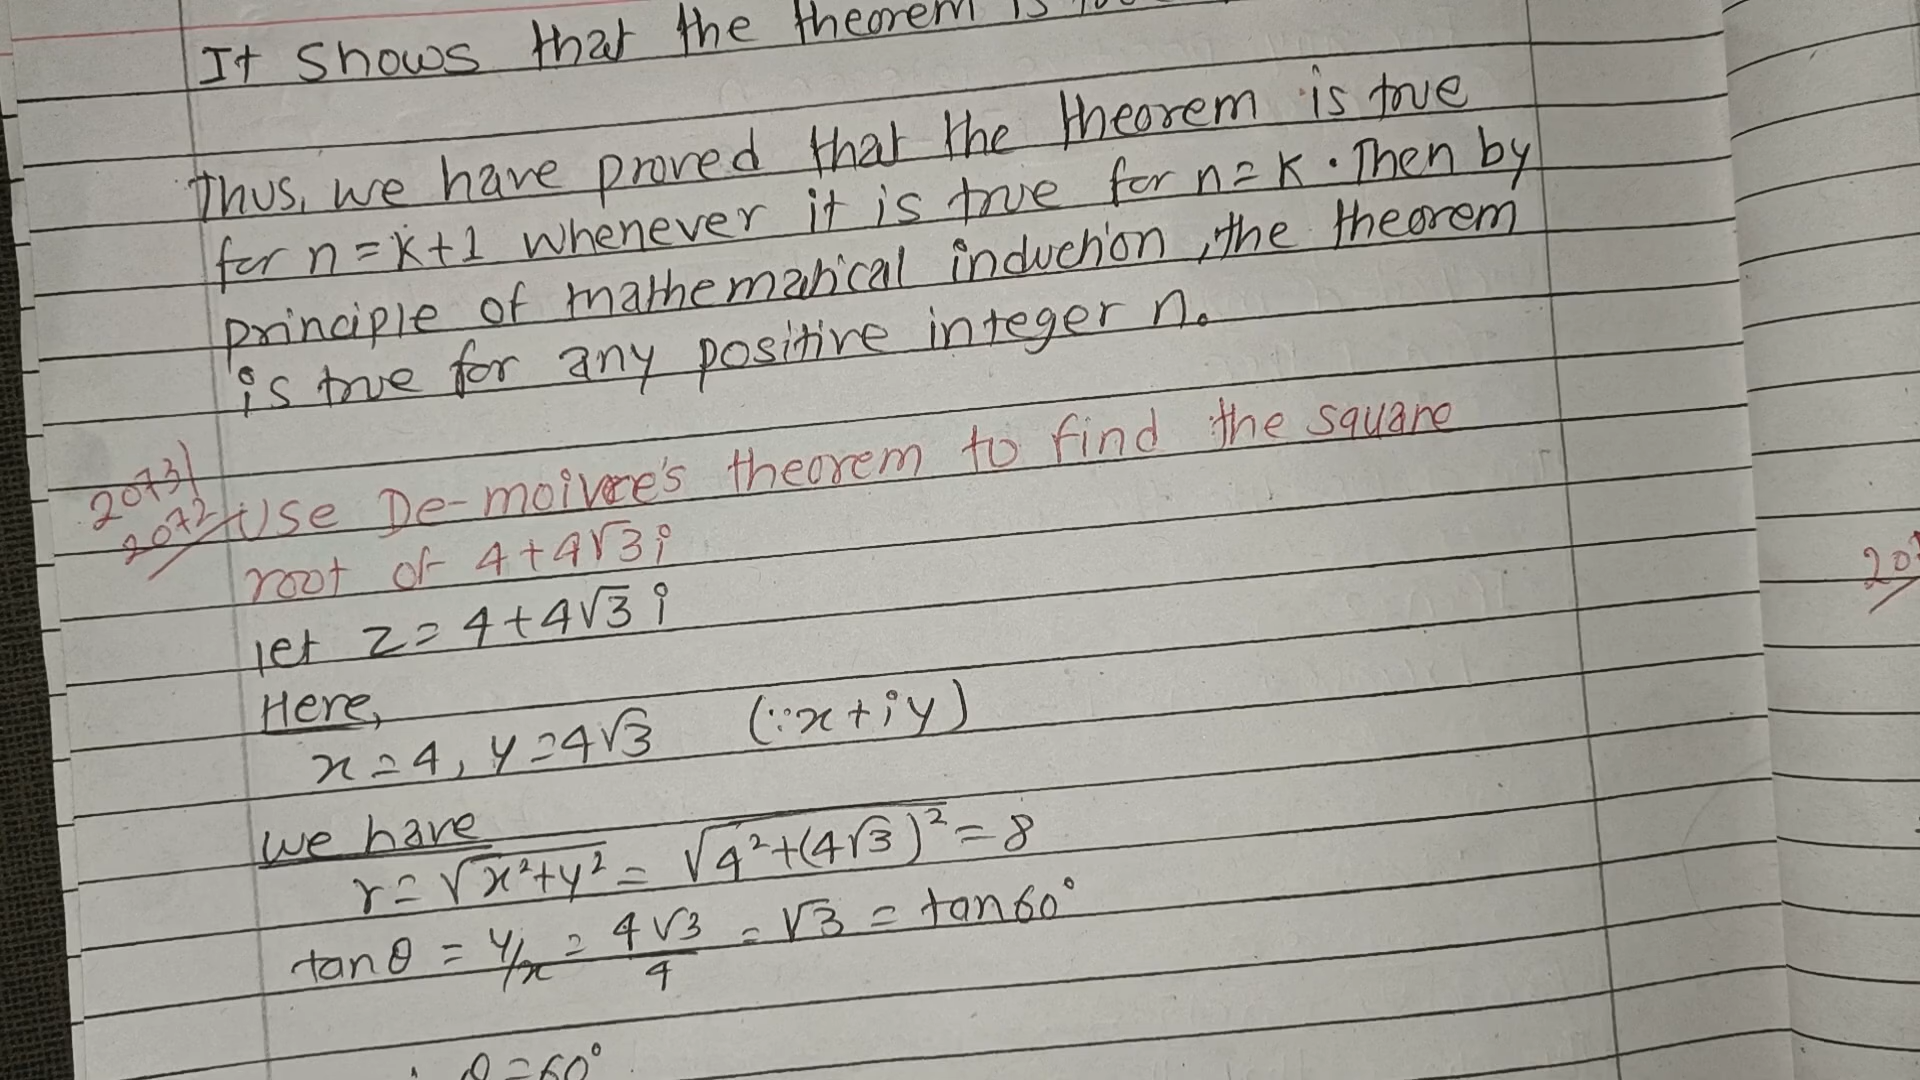 It shows that the theorem is
Thus, we have proved that the theorem is true
for n=k+1 whenever it is true for n=k. Then by
principle of mathematical induction, the theorem
is true for any positive integer n.
2073/
2072
Use De-moivre's theorem to find the square
root of 4+4√3i
let z=4+4√3i
Here,
x=4, y=4√3 (∵x+iy)
we have
r=√x²+y² = √4²+(4√3)² = 8
tanθ = y/x = 4√3/4 = √3 = tan60°
θ=60°
20